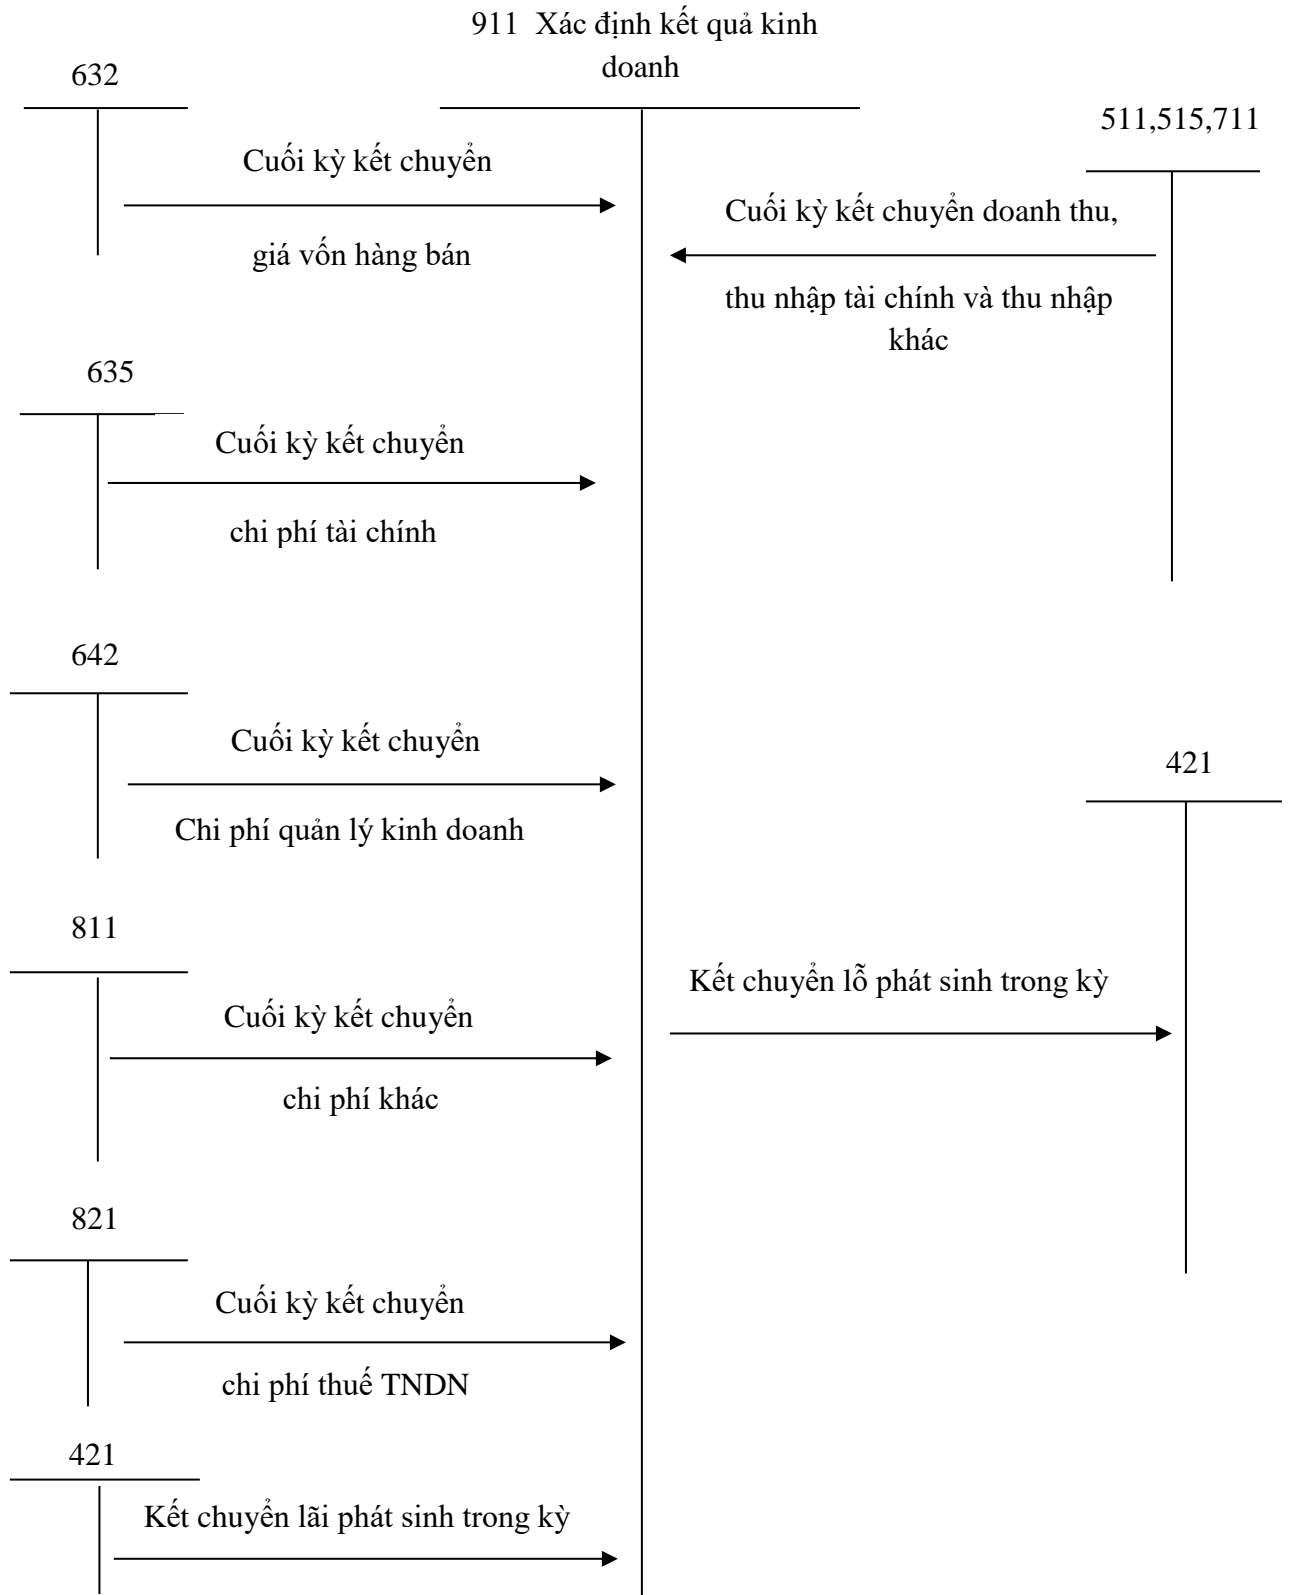 911 Xác định kết quả kinh
doanh
632
511,515,711
Cuối kỳ kết chuyển
giá vốn hàng bán
Cuối kỳ kết chuyển doanh thu,
thu nhập tài chính và thu nhập
khác
635
Cuối kỳ kết chuyển
chi phí tài chính
642
Cuối kỳ kết chuyển
Chi phí quản lý kinh doanh
421
811
Kết chuyển lỗ phát sinh trong kỳ
Cuối kỳ kết chuyển
chi phí khác
821
Cuối kỳ kết chuyển
chi phí thuế TNDN
421
Kết chuyển lãi phát sinh trong kỳ